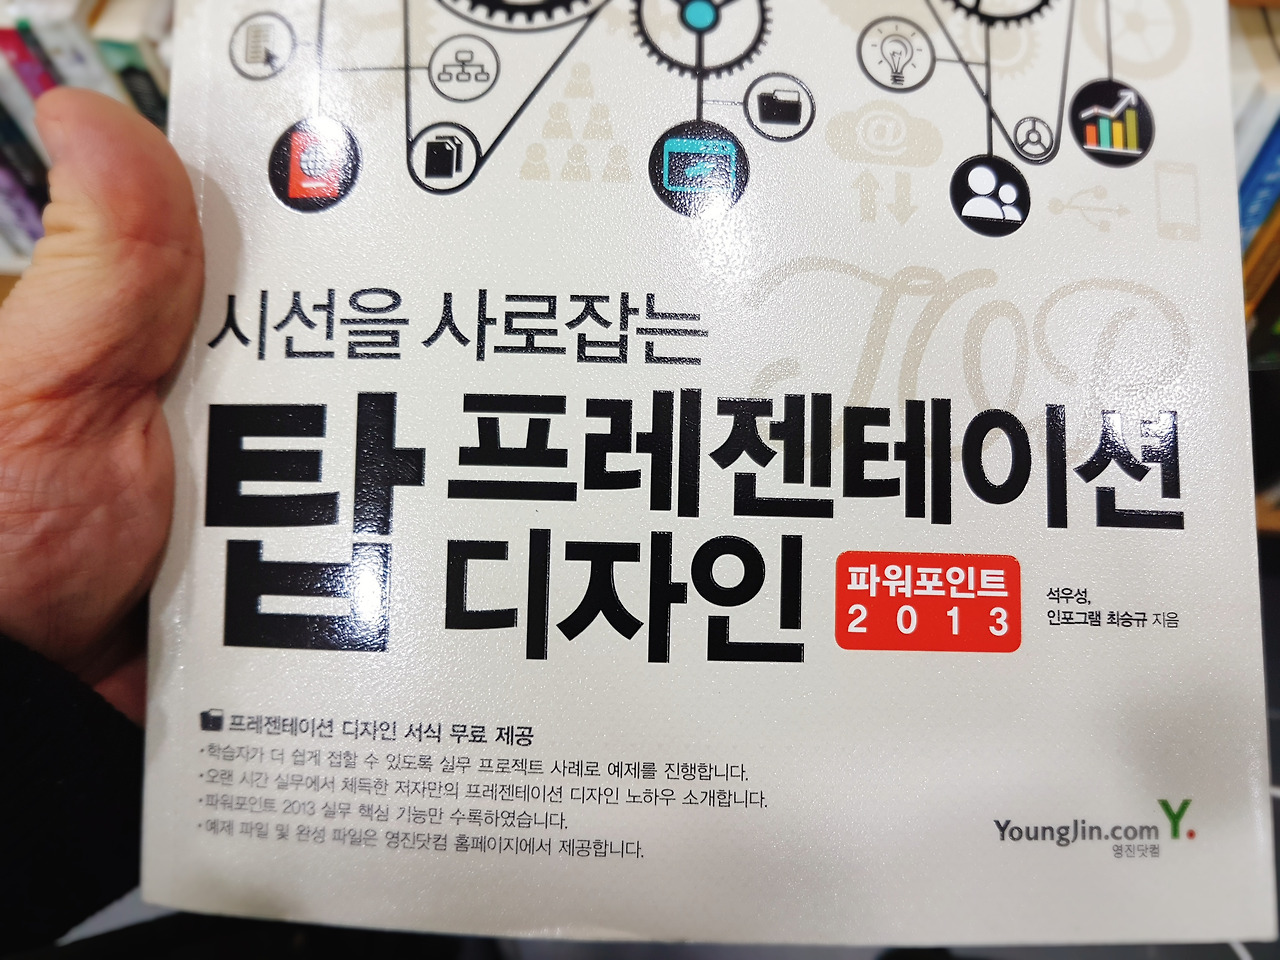 시선을 사로잡는
TOP
탑 프레젠테이션
디자인
파워포인트
2013
석우성,
인포그램 최승규 지음
프레젠테이션 디자인 서식 무료 제공
•학습자가 더 쉽게 접할 수 있도록 실무 프로젝트 사례로 예제를 진행합니다.
•오랜 시간 실무에서 체득한 저자만의 프레젠테이션 디자인 노하우 소개합니다.
•파워포인트 2013 실무 핵심 기능만 수록하였습니다.
•예제 파일 및 완성 파일은 영진닷컴 홈페이지에서 제공합니다.
YoungJin.com Y.
영진닷컴